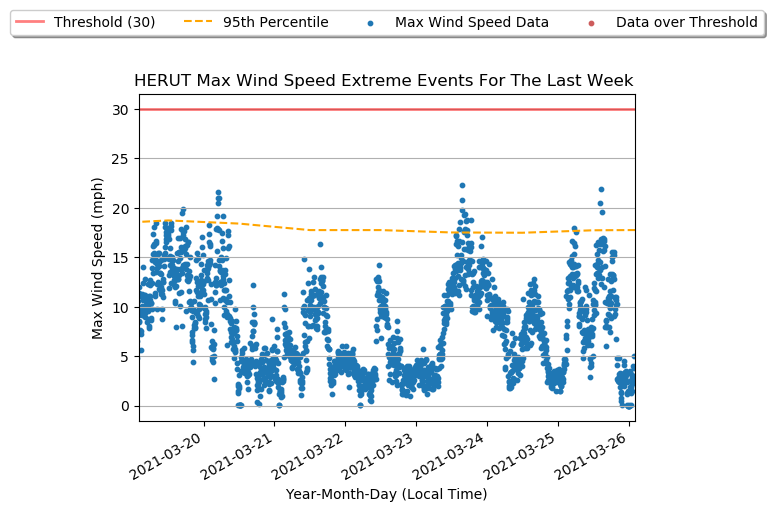 Threshold (30) 95th Percentile Max Wind Speed Data Data over Threshold
HERUT Max Wind Speed Extreme Events For The Last Week
30
25
20
15
10
5
0
Max Wind Speed (mph)
2021-03-20 2021-03-21 2021-03-22 2021-03-23 2021-03-24 2021-03-25 2021-03-26
Year-Month-Day (Local Time)